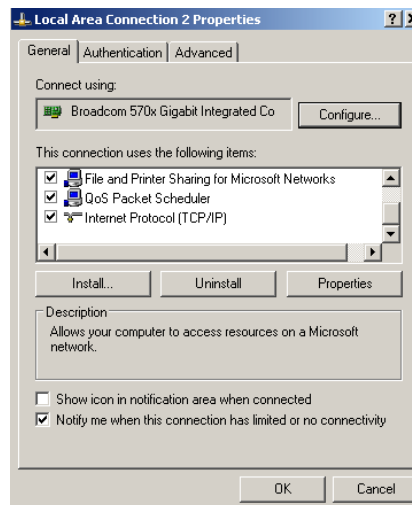 Local Area Connection 2 Properties
General Authentication Advanced
Connect using:
Broadcom 570x Gigabit Integrated Co Configure...
This connection uses the following items:
File and Printer Sharing for Microsoft Networks
QoS Packet Scheduler
Internet Protocol (TCP/IP)
Install... Uninstall Properties
Description
Allows your computer to access resources on a Microsoft
network.
Show icon in notification area when connected
Notify me when this connection has limited or no connectivity
OK Cancel